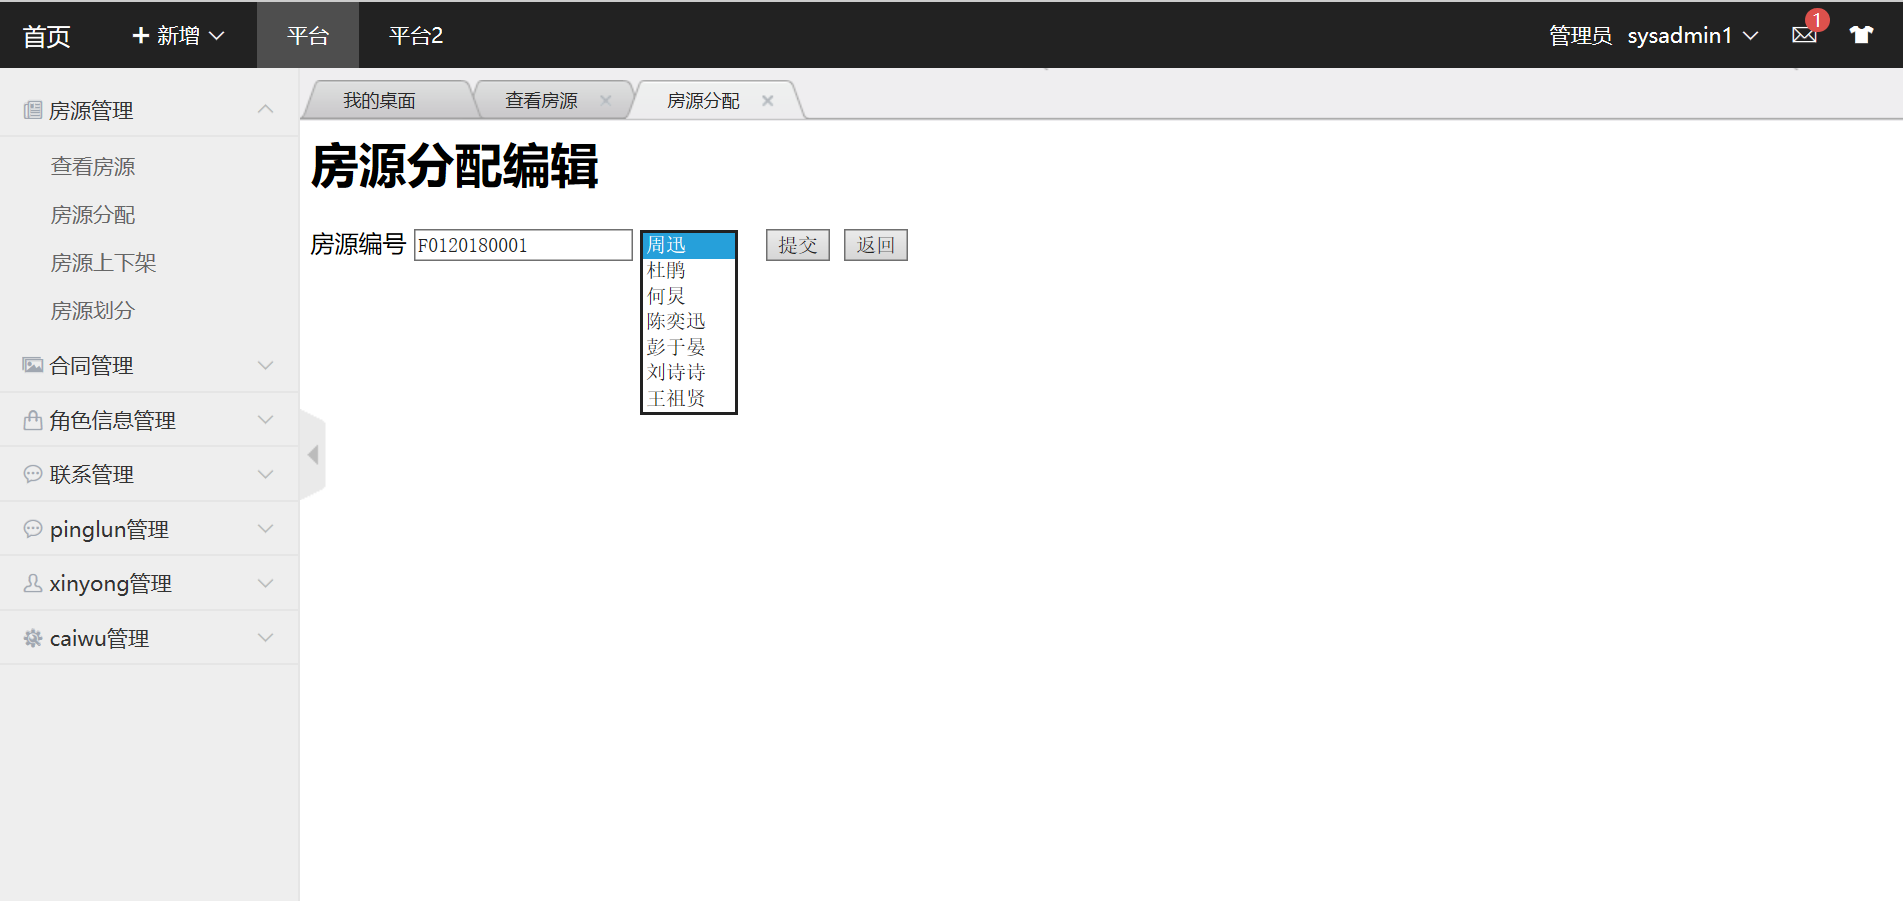 首页 新增 平台 平台2 管理员 sysadmin1 1
房源管理
查看房源
房源分配
房源上下架
房源划分
合同管理
角色信息管理
联系管理
pinglun管理
xinyong管理
caiwu管理
我的桌面 查看房源 房源分配
房源分配编辑
房源编号 F0120180001 周迅 提交 返回
杜鹃
何炅
陈奕迅
彭于晏
刘诗诗
王祖贤